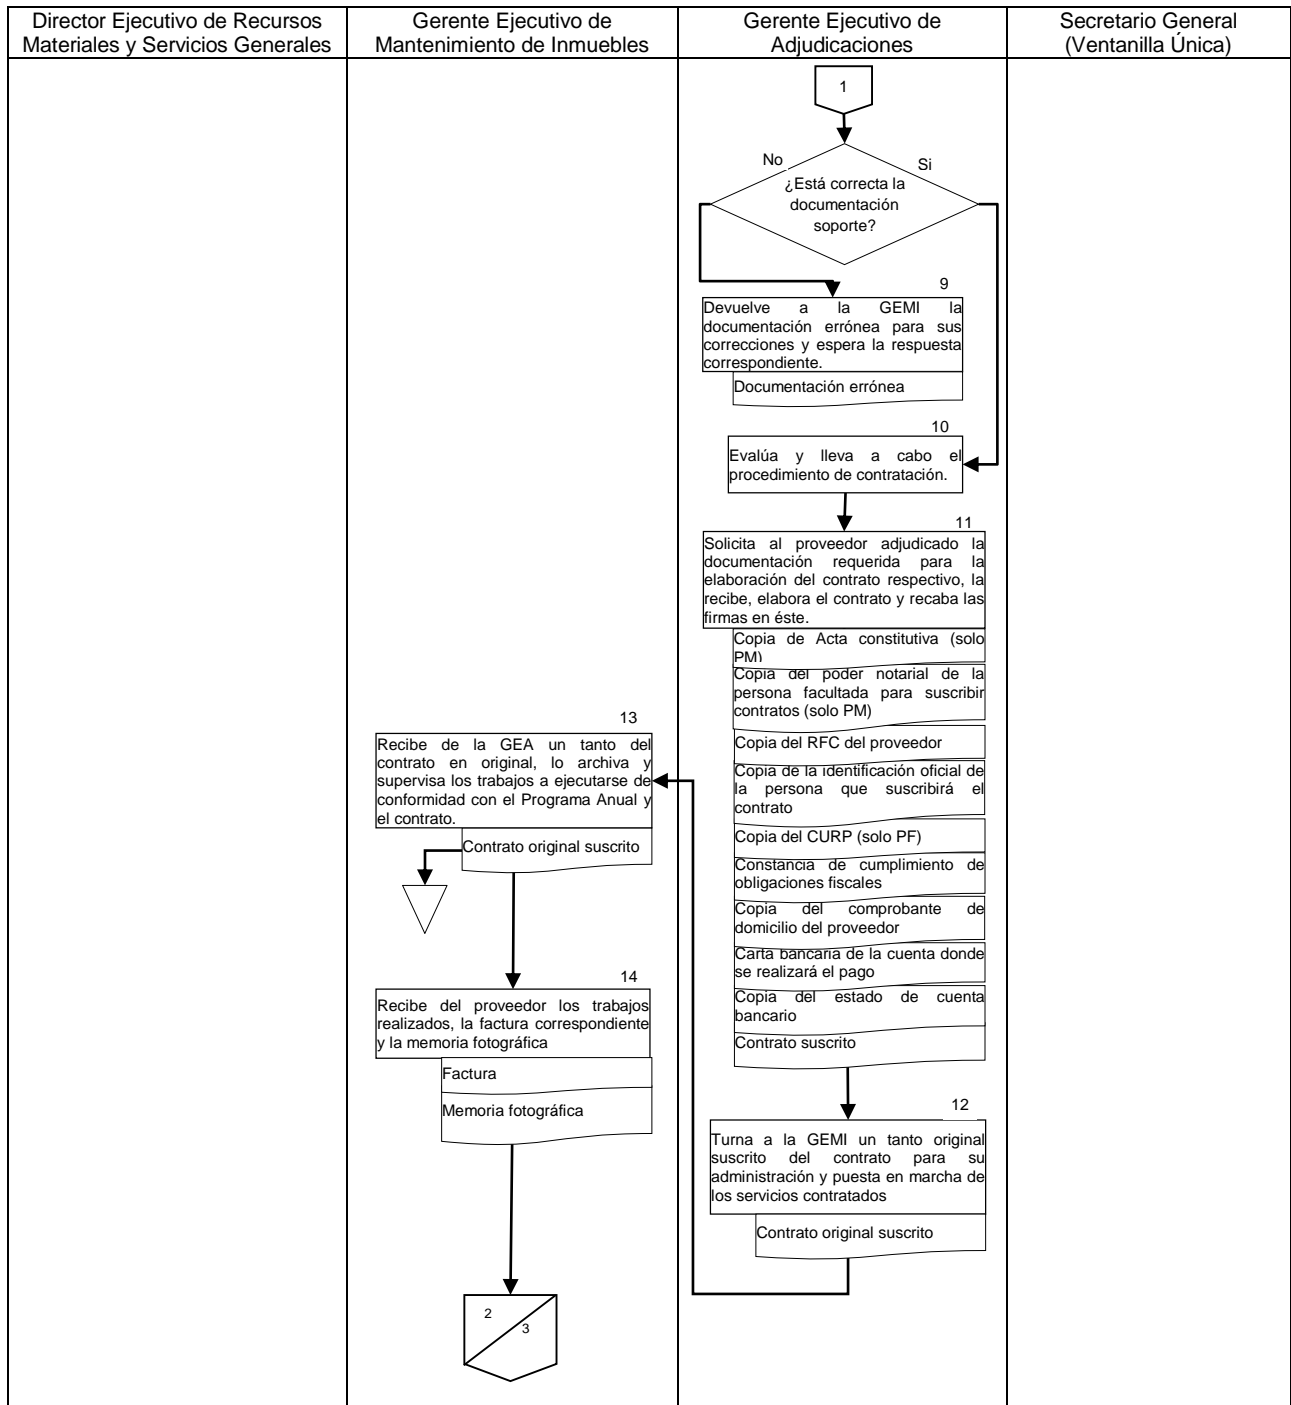 Director Ejecutivo de Recursos
Materiales y Servicios Generales
Gerente Ejecutivo de
Mantenimiento de Inmuebles
Gerente Ejecutivo de
Adjudicaciones
Secretario General
(Ventanilla Única)
1
No
Si
¿Está correcta la
documentación
soporte?
9
Devuelve a la GEMI la
documentación errónea para sus
correcciones y espera la respuesta
correspondiente.
Documentación errónea
10
Evalúa y lleva a cabo el
procedimiento de contratación.
11
Solicita al proveedor adjudicado la
documentación requerida para la
elaboración del contrato respectivo, la
recibe, elabora el contrato y recaba las
firmas en éste.
Copia de Acta constitutiva (solo
PM)
Copia del poder notarial de la
persona facultada para suscribir
contratos (solo PM)
Copia del RFC del proveedor
Copia de la identificación oficial de
la persona que suscribirá el
contrato
Copia del CURP (solo PF)
Constancia de cumplimiento de
obligaciones fiscales
Copia del comprobante de
domicilio del proveedor
Carta bancaria de la cuenta donde
se realizará el pago
Copia del estado de cuenta
bancario
Contrato suscrito
12
Turna a la GEMI un tanto original
suscrito del contrato para su
administración y puesta en marcha de
los servicios contratados
Contrato original suscrito
13
Recibe de la GEA un tanto del
contrato en original, lo archiva y
supervisa los trabajos a ejecutarse de
conformidad con el Programa Anual y
el contrato.
Contrato original suscrito
14
Recibe del proveedor los trabajos
realizados, la factura correspondiente
y la memoria fotográfica
Factura
Memoria fotográfica
2
3